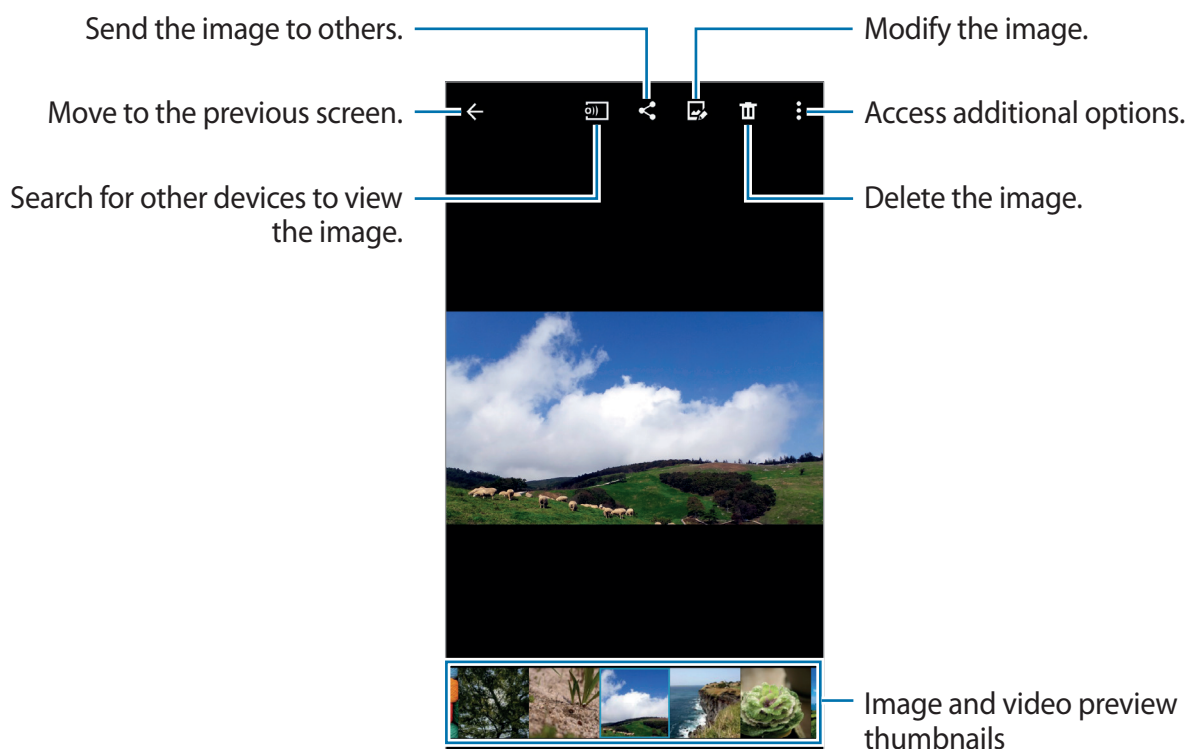 Send the image to others.
Modify the image.
Move to the previous screen.
Access additional options.
Search for other devices to view
the image.
Delete the image.
Image and video preview
thumbnails